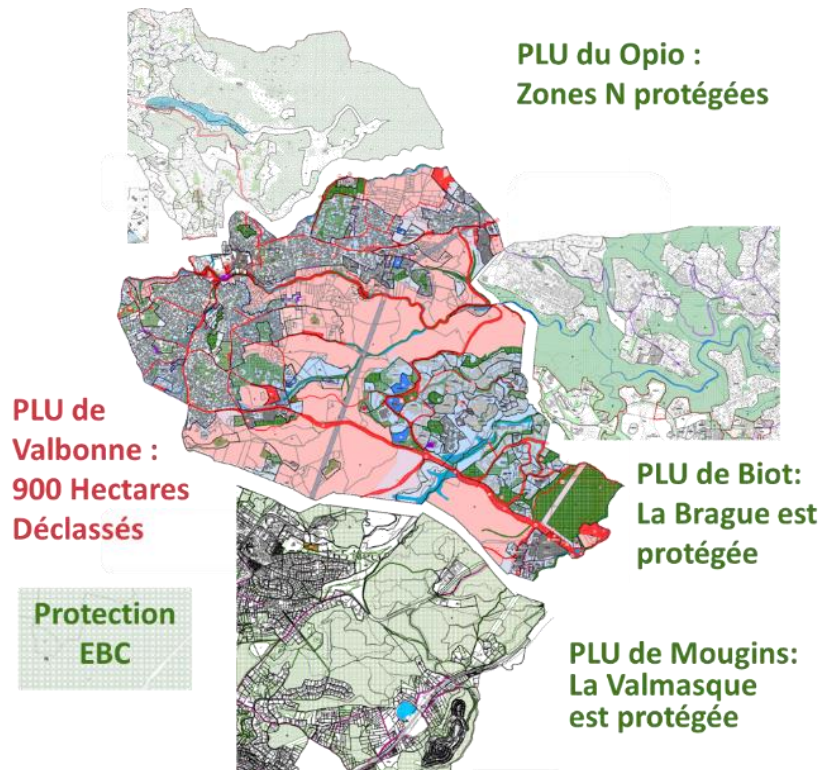 PLU du Opio :
Zones N protégées
PLU de
Valbonne :
900 Hectares
Déclassés
PLU de Biot:
La Brague est
protégée
Protection
EBC
PLU de Mougins:
La Valmasque
est protégée